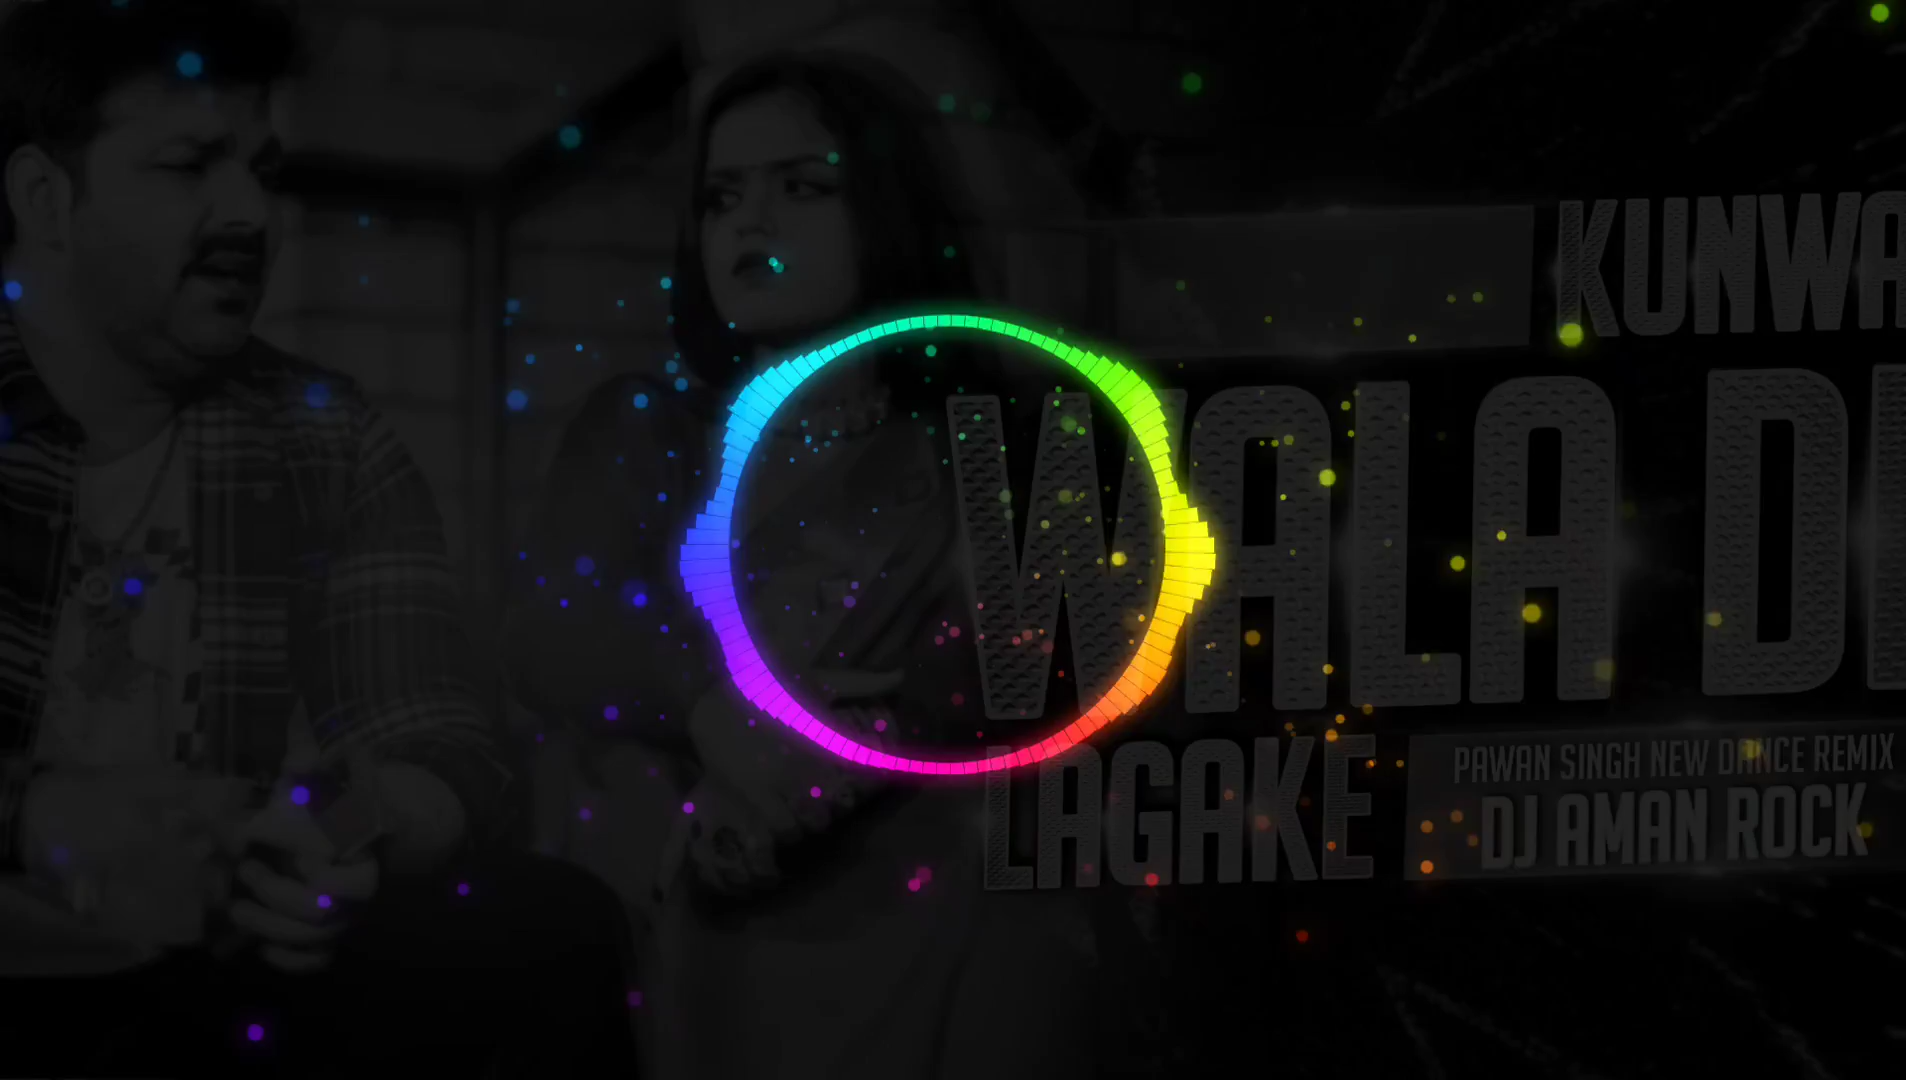 KUNWA
WALA D
LAGAKE
PAWAN SINGH NEW DANCE REMIX
DJ AMAN ROCK